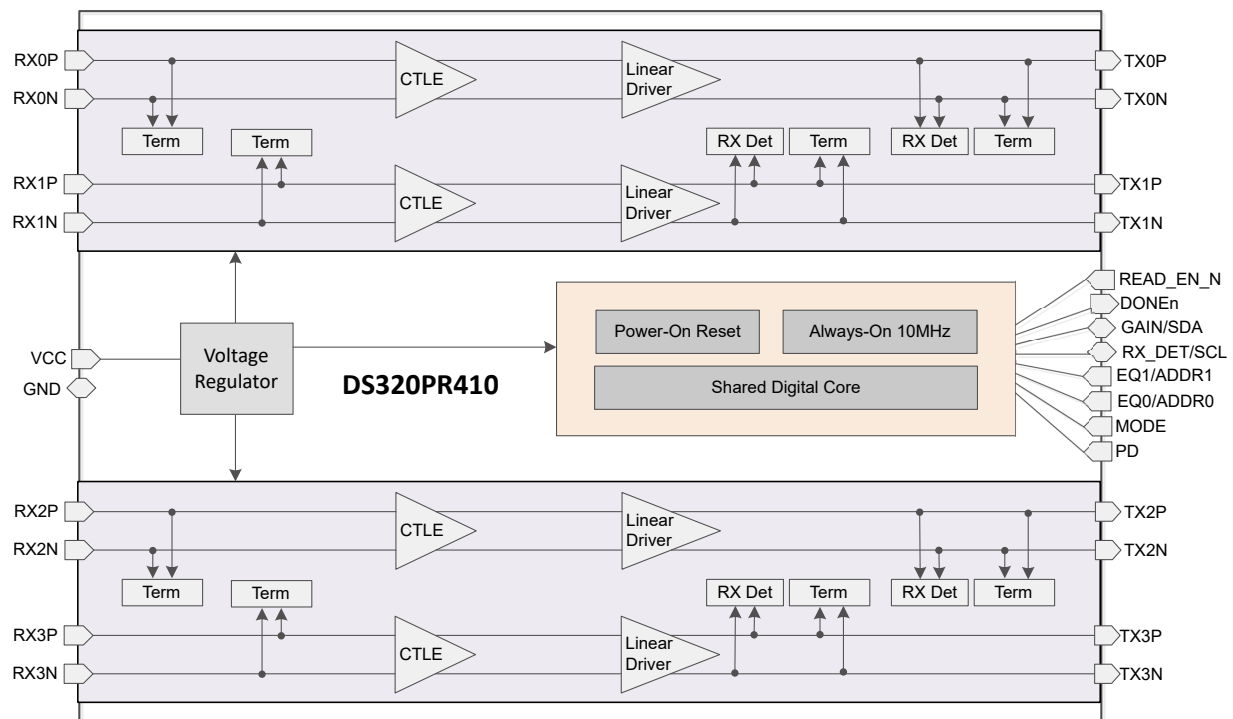 RX0P
CTLE
Linear
Driver
TX0P
RX0N
TX0N
Term
Term
RX Det
Term
RX Det
Term
RX1P
CTLE
Linear
Driver
TX1P
RX1N
TX1N
READ_EN_N
DONEn
GAIN/SDA
RX_DET/SCL
EQ1/ADDR1
EQ0/ADDR0
MODE
PD
VCC
GND
Voltage
Regulator
DS320PR410
Power-On Reset
Always-On 10MHz
Shared Digital Core
RX2P
CTLE
Linear
Driver
TX2P
RX2N
TX2N
Term
Term
RX Det
Term
RX Det
Term
RX3P
CTLE
Linear
Driver
TX3P
RX3N
TX3N